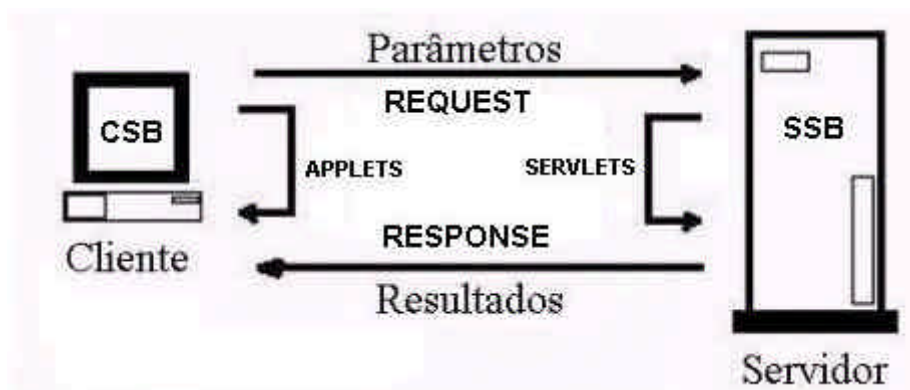 Parâmetros
REQUEST
CSB
SSB
APPLETS
SERVLETS
RESPONSE
Cliente
Resultados
Servidor